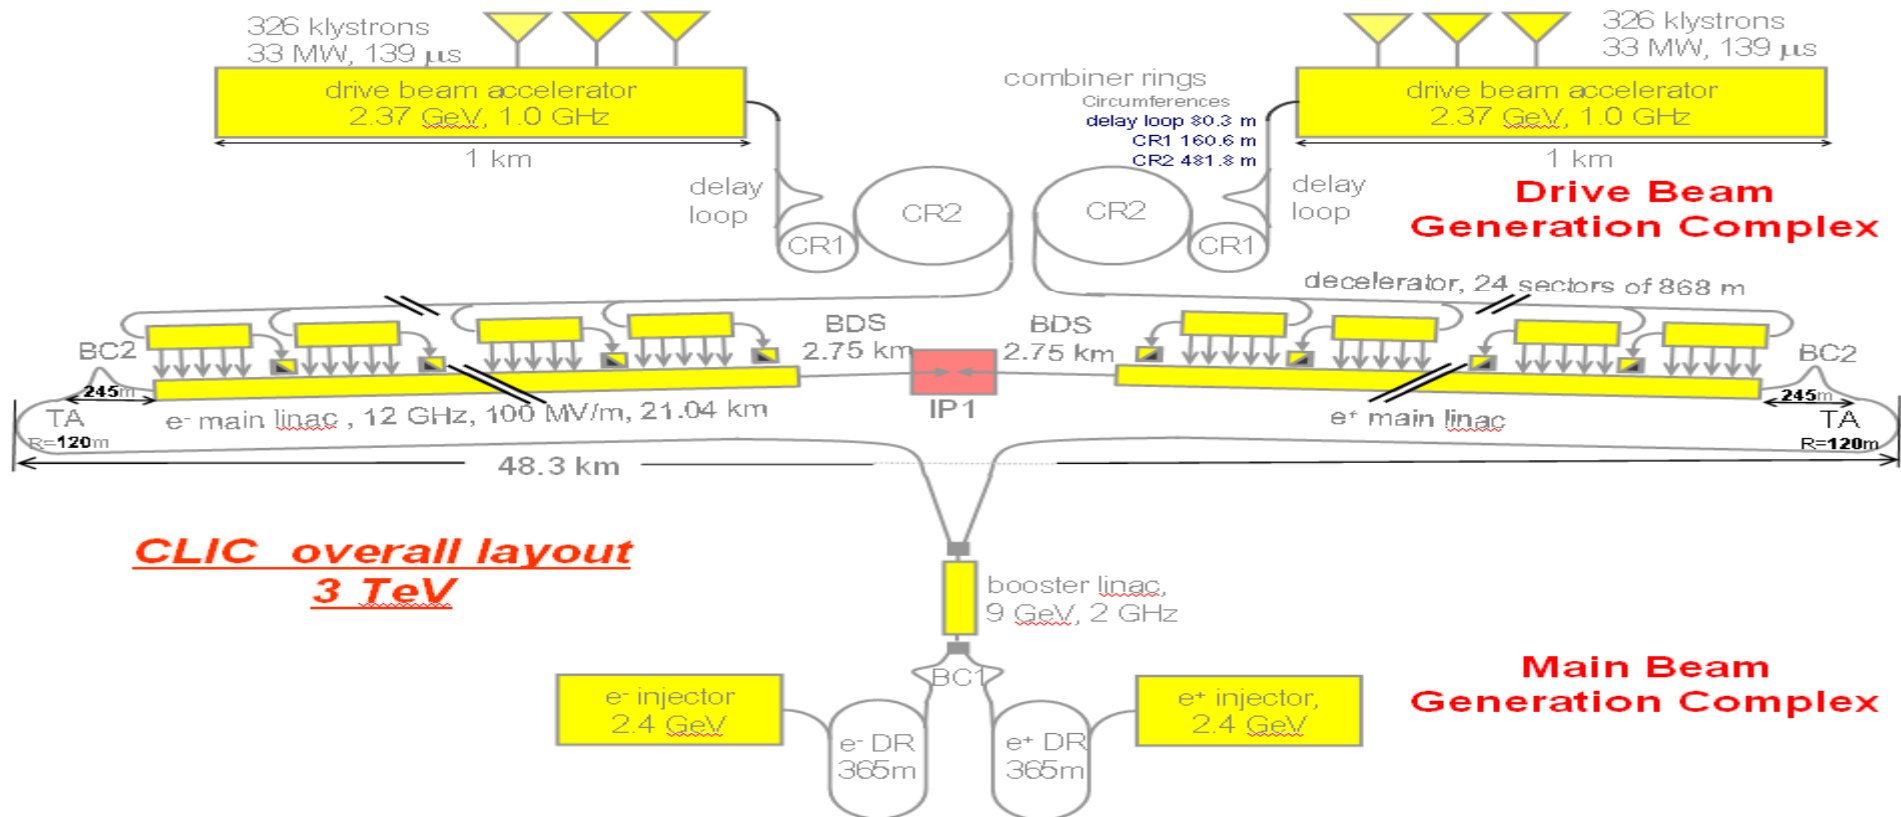 326 klystrons
33 MW, 139 μs
drive beam accelerator
2.37 GeV, 1.0 GHz
1 km
combiner rings
Circumferences
delay loop 80.3 m
CR1 160.6 m
CR2 481.8 m
326 klystrons
33 MW, 139 μs
drive beam accelerator
2.37 GeV, 1.0 GHz
1 km
delay
loop
CR1
CR2
CR2
CR1
delay
loop
Drive Beam
Generation Complex
decelerator, 24 sectors of 868 m
BC2
245m
TA
R=120m
BDS
2.75 km
BDS
2.75 km
IP1
BC2
245m
TA
R=120m
e⁻ main linac , 12 GHz, 100 MV/m, 21.04 km
e⁺ main linac
48.3 km
CLIC overall layout
3 TeV
booster linac,
9 GeV, 2 GHz
BC1
e⁻ injector
2.4 GeV
e⁺ injector,
2.4 GeV
e⁻ DR
365m
e⁺ DR
365m
Main Beam
Generation Complex